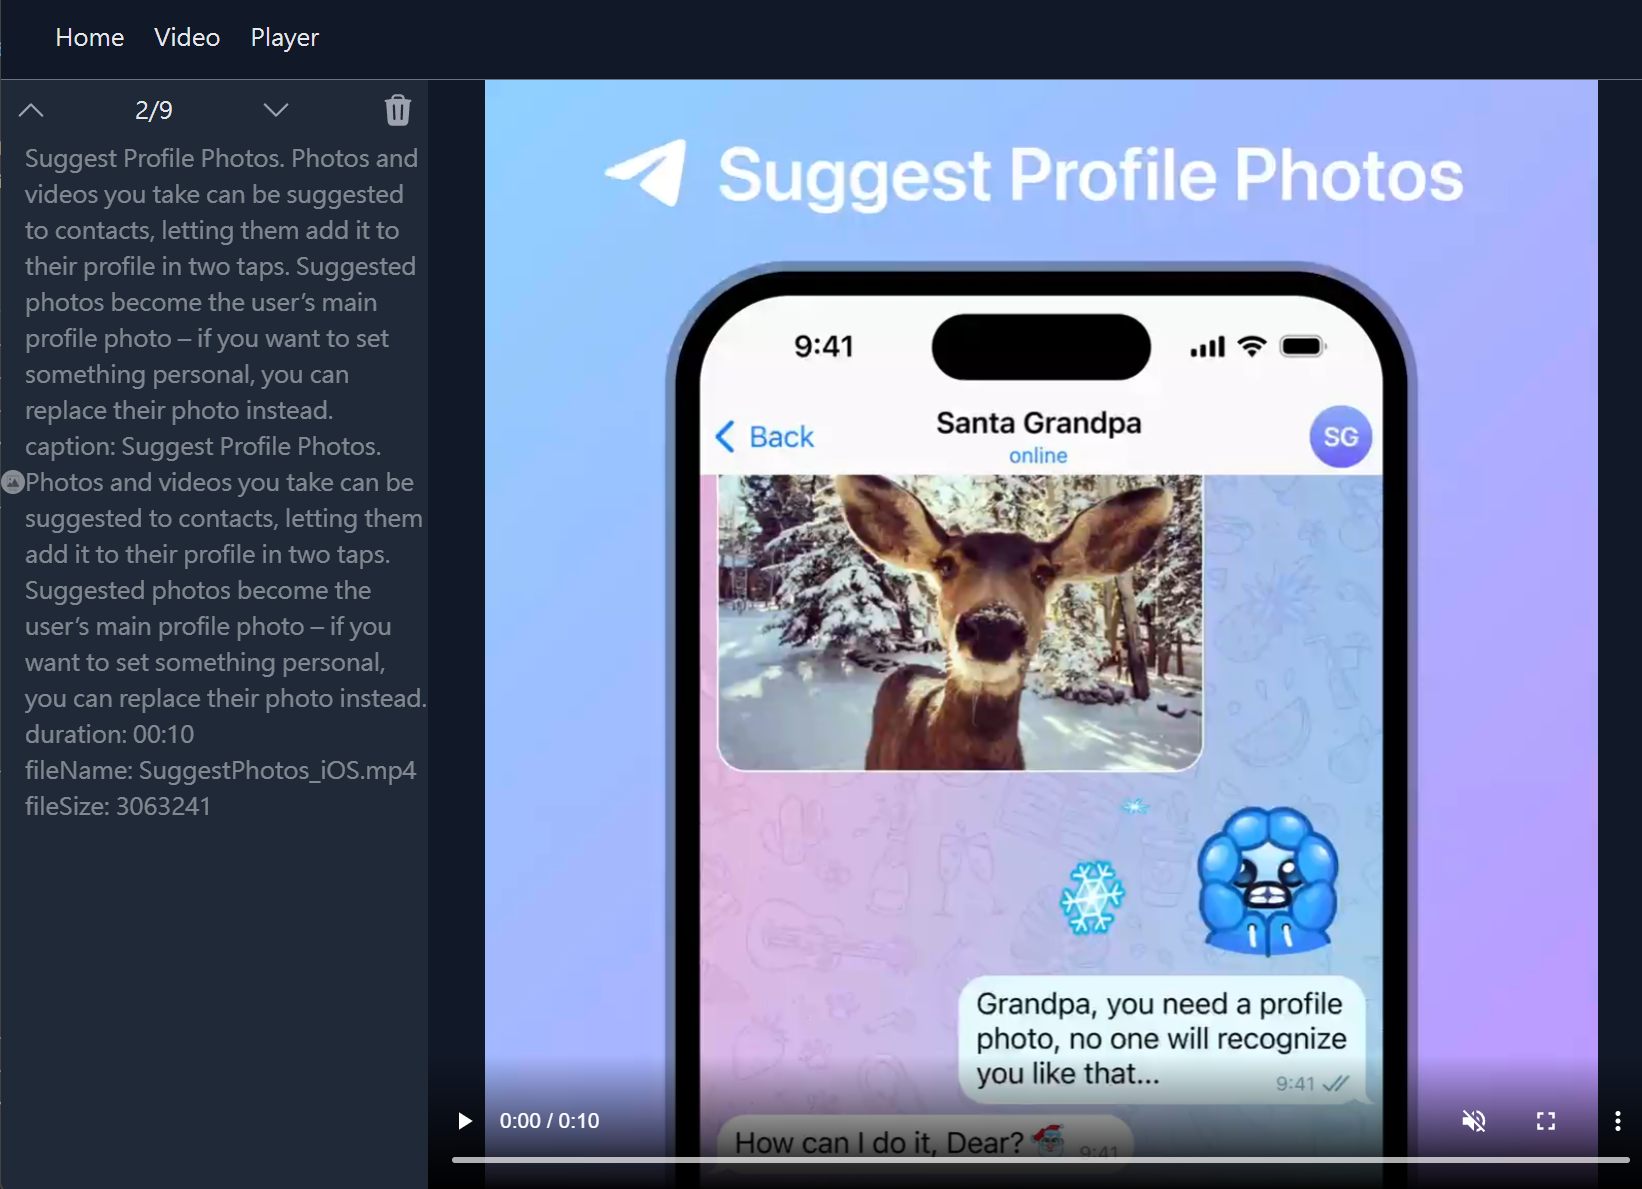 Home Video Player
2/9
Suggest Profile Photos. Photos and
videos you take can be suggested
to contacts, letting them add it to
their profile in two taps. Suggested
photos become the user’s main
profile photo – if you want to set
something personal, you can
replace their photo instead.
caption: Suggest Profile Photos.
Photos and videos you take can be
suggested to contacts, letting them
add it to their profile in two taps.
Suggested photos become the
user’s main profile photo – if you
want to set something personal,
you can replace their photo instead.
duration: 00:10
fileName: SuggestPhotos_iOS.mp4
fileSize: 3063241
Suggest Profile Photos
9:41
Back
Santa Grandpa
online
SG
Grandpa, you need a profile
photo, no one will recognize
you like that...
9:41
How can I do it, Dear?
9:41
0:00 / 0:10